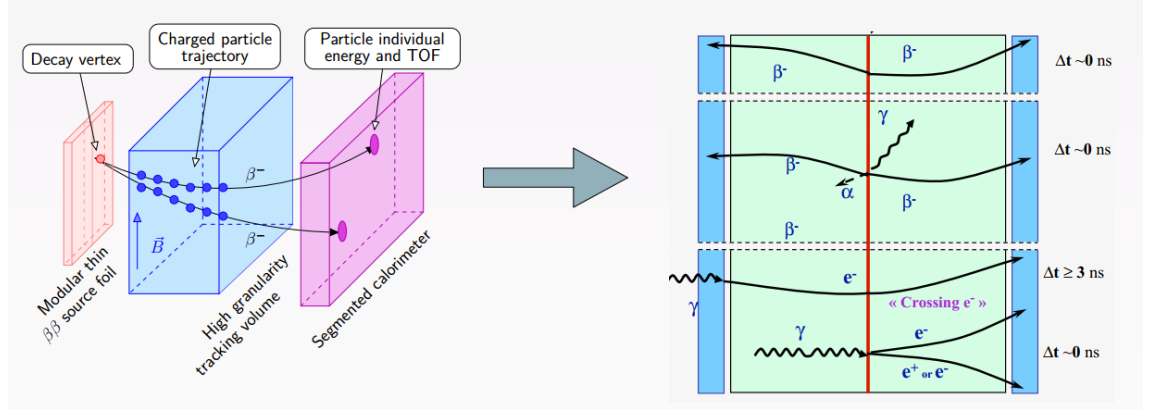 Decay vertex
Charged particle
trajectory
Particle individual
energy and TOF
β−
β−
B⃗
Modular thin
ββ source foil
High granularity
tracking volume
Segmented calorimeter
β-
β-
Δt ~0 ns
γ
β-
α
β-
β-
Δt ~0 ns
γ
e-
« Crossing e- »
Δt ≥ 3 ns
γ
e-
e+ or e-
Δt ~0 ns